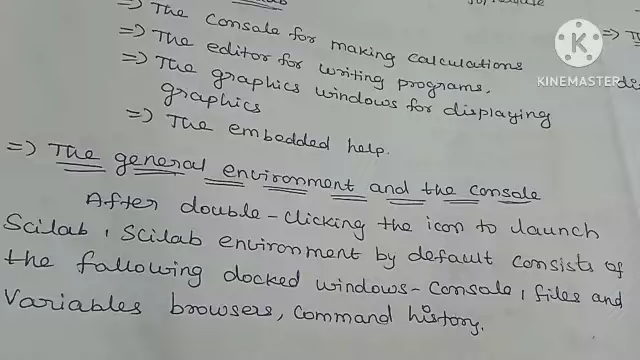 => The console for making calculations
=> The editor for writing programs.
=> The graphics windows for displaying
graphics
=> The embedded help.
=> The general environment and the console
After double-clicking the icon to launch
Scilab, Scilab environment by default consists of
the following docked windows-console, files and
Variables browsers, command history.
KINEMASTER